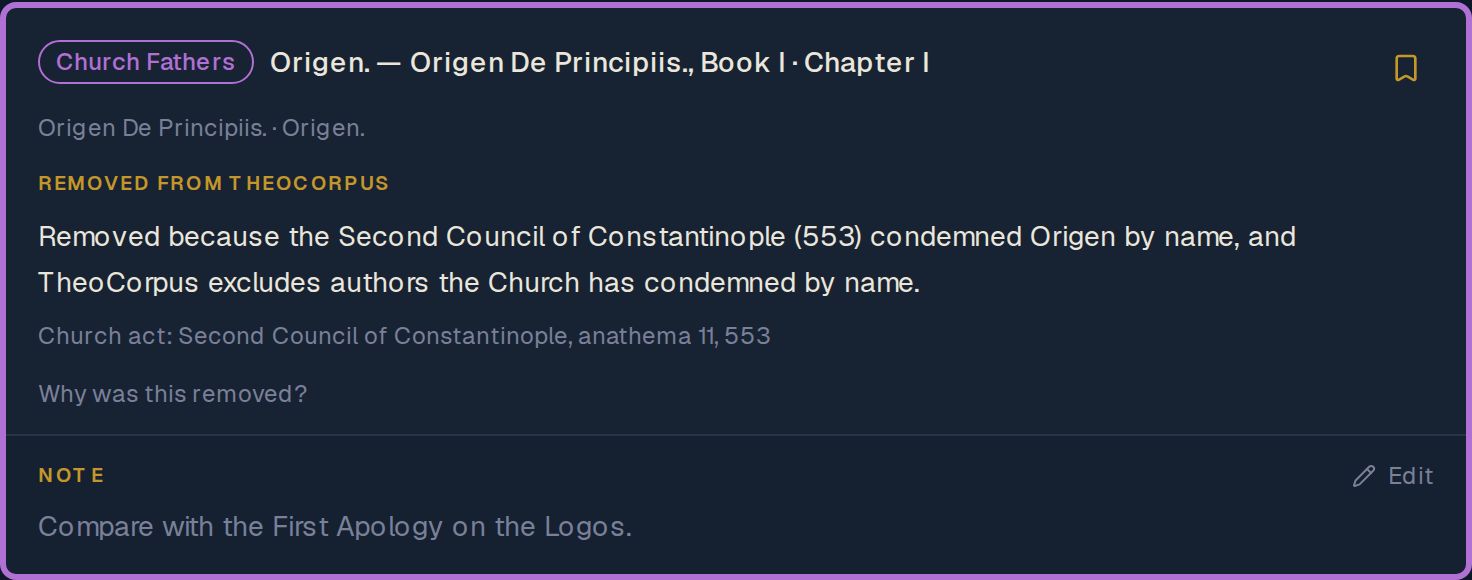 Church Fathers Origen. — Origen De Principiis., Book I · Chapter I
Origen De Principiis. · Origen.
REMOVED FROM THEOCORPUS
Removed because the Second Council of Constantinople (553) condemned Origen by name, and
TheoCorpus excludes authors the Church has condemned by name.
Church act: Second Council of Constantinople, anathema 11, 553
Why was this removed?
NOTE Edit
Compare with the First Apology on the Logos.